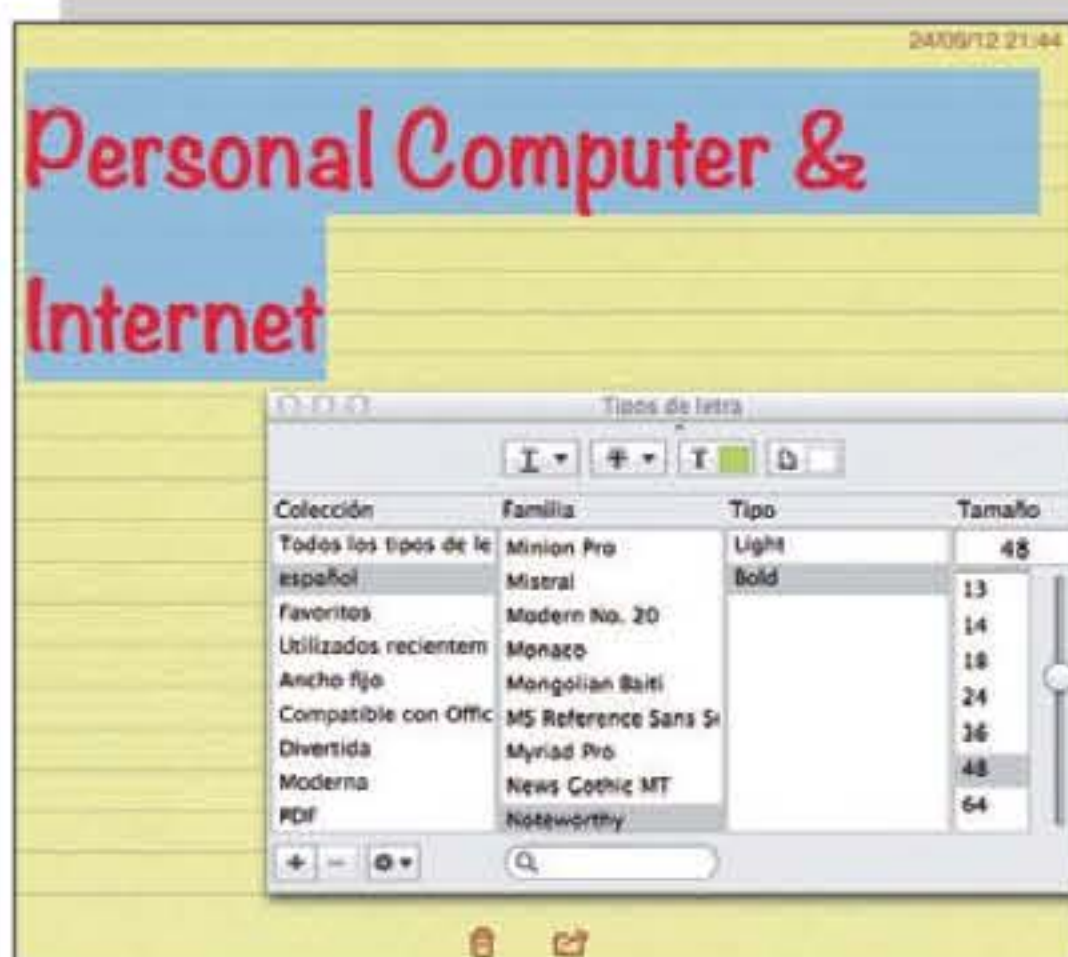 24/09/12 21:44
Personal Computer &
Internet
Tipos de letra
T
Colección Familia Tipo Tamaño
Todos los tipos de le Minion Pro Light 48
español Mistral Bold 13
Favoritos Modern No. 20 14
Utilizados recientem Monaco 18
Ancho fijo Mongolian Baiti 24
Compatible con Offic MS Reference Sans Se 36
Divertida Myriad Pro 48
Moderna News Gothic MT 64
PDF Noteworthy